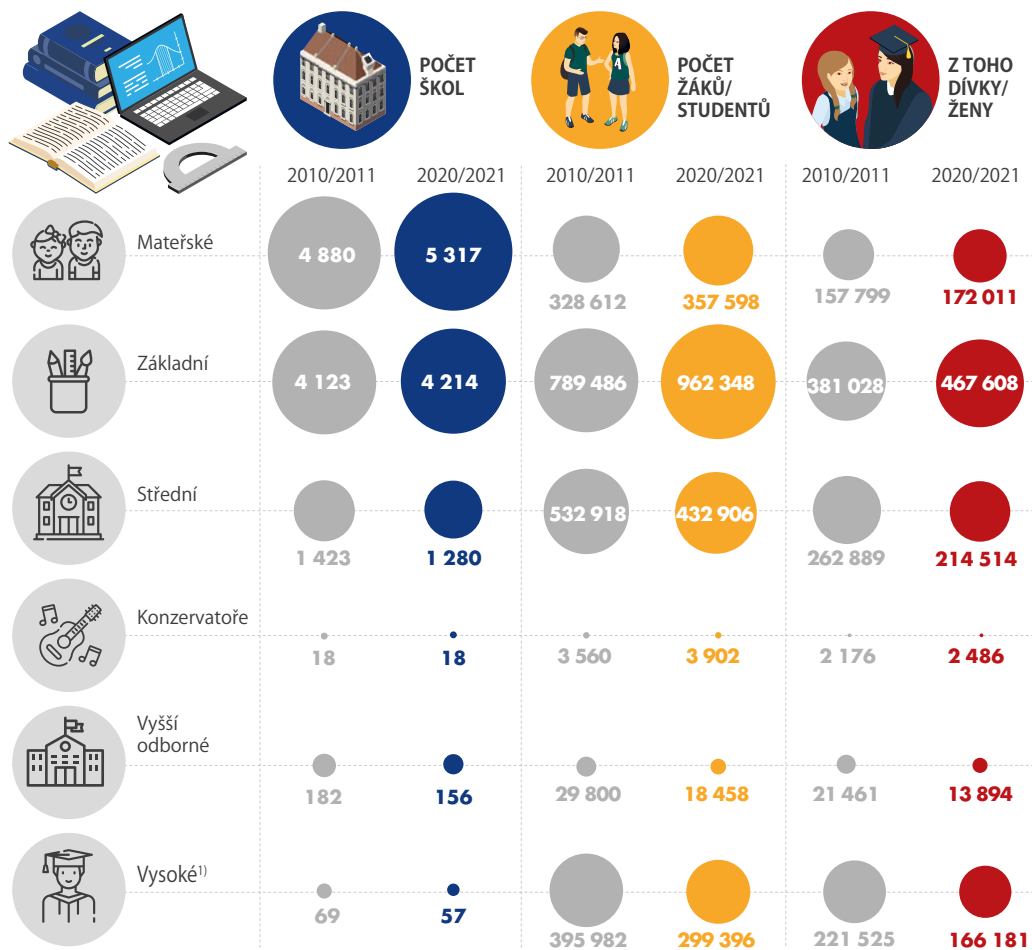 POČET
ŠKOL
POČET
ŽÁKŮ/
STUDENTŮ
Z TOHO
DÍVKY/
ŽENY
2010/2011 2020/2021 2010/2011 2020/2021 2010/2011 2020/2021
Mateřské
4 880 5 317
328 612 357 598 157 799 172 011
Základní
4 123 4 214 789 486 962 348 381 028 467 608
Střední
532 918 432 906
1 423 1 280 262 889 214 514
Konzervatoře
18 18 3 560 3 902 2 176 2 486
Vyšší
odborné
182 156 29 800 18 458 21 461 13 894
Vysoké1)
69 57
395 982 299 396 221 525 166 181